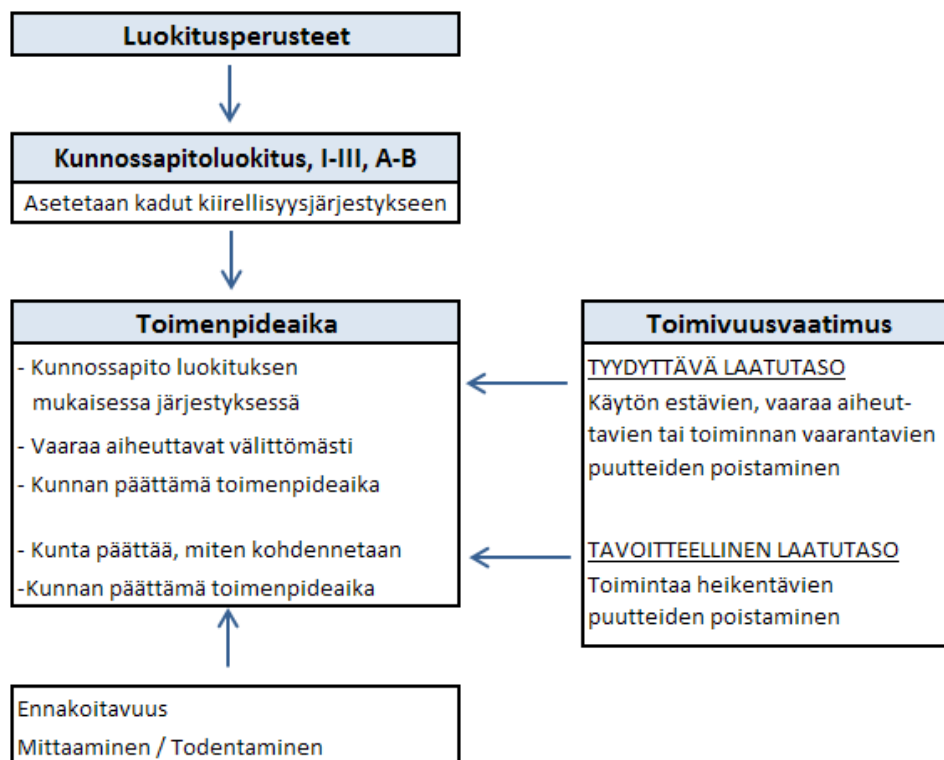 Luokitusperusteet
Kunnossapitoluokitus, I-III, A-B
Asetetaan kadut kiirellisyysjärjestykseen
Toimenpideaika
- Kunnossapito luokituksen
mukaisessa järjestyksessä
- Vaaraa aiheuttavat välittömästi
- Kunnan päättämä toimenpideaika
- Kunta päättää, miten kohdennetaan
-Kunnan päättämä toimenpideaika
Toimivuusvaatimus
TYYDYTTÄVÄ LAATUTASO
Käytön estävien, vaaraa aiheut-
tavien tai toiminnan vaarantavien
puutteiden poistaminen
TAVOITTEELLINEN LAATUTASO
Toimintaa heikentävien
puutteiden poistaminen
Ennakoitavuus
Mittaaminen / Todentaminen